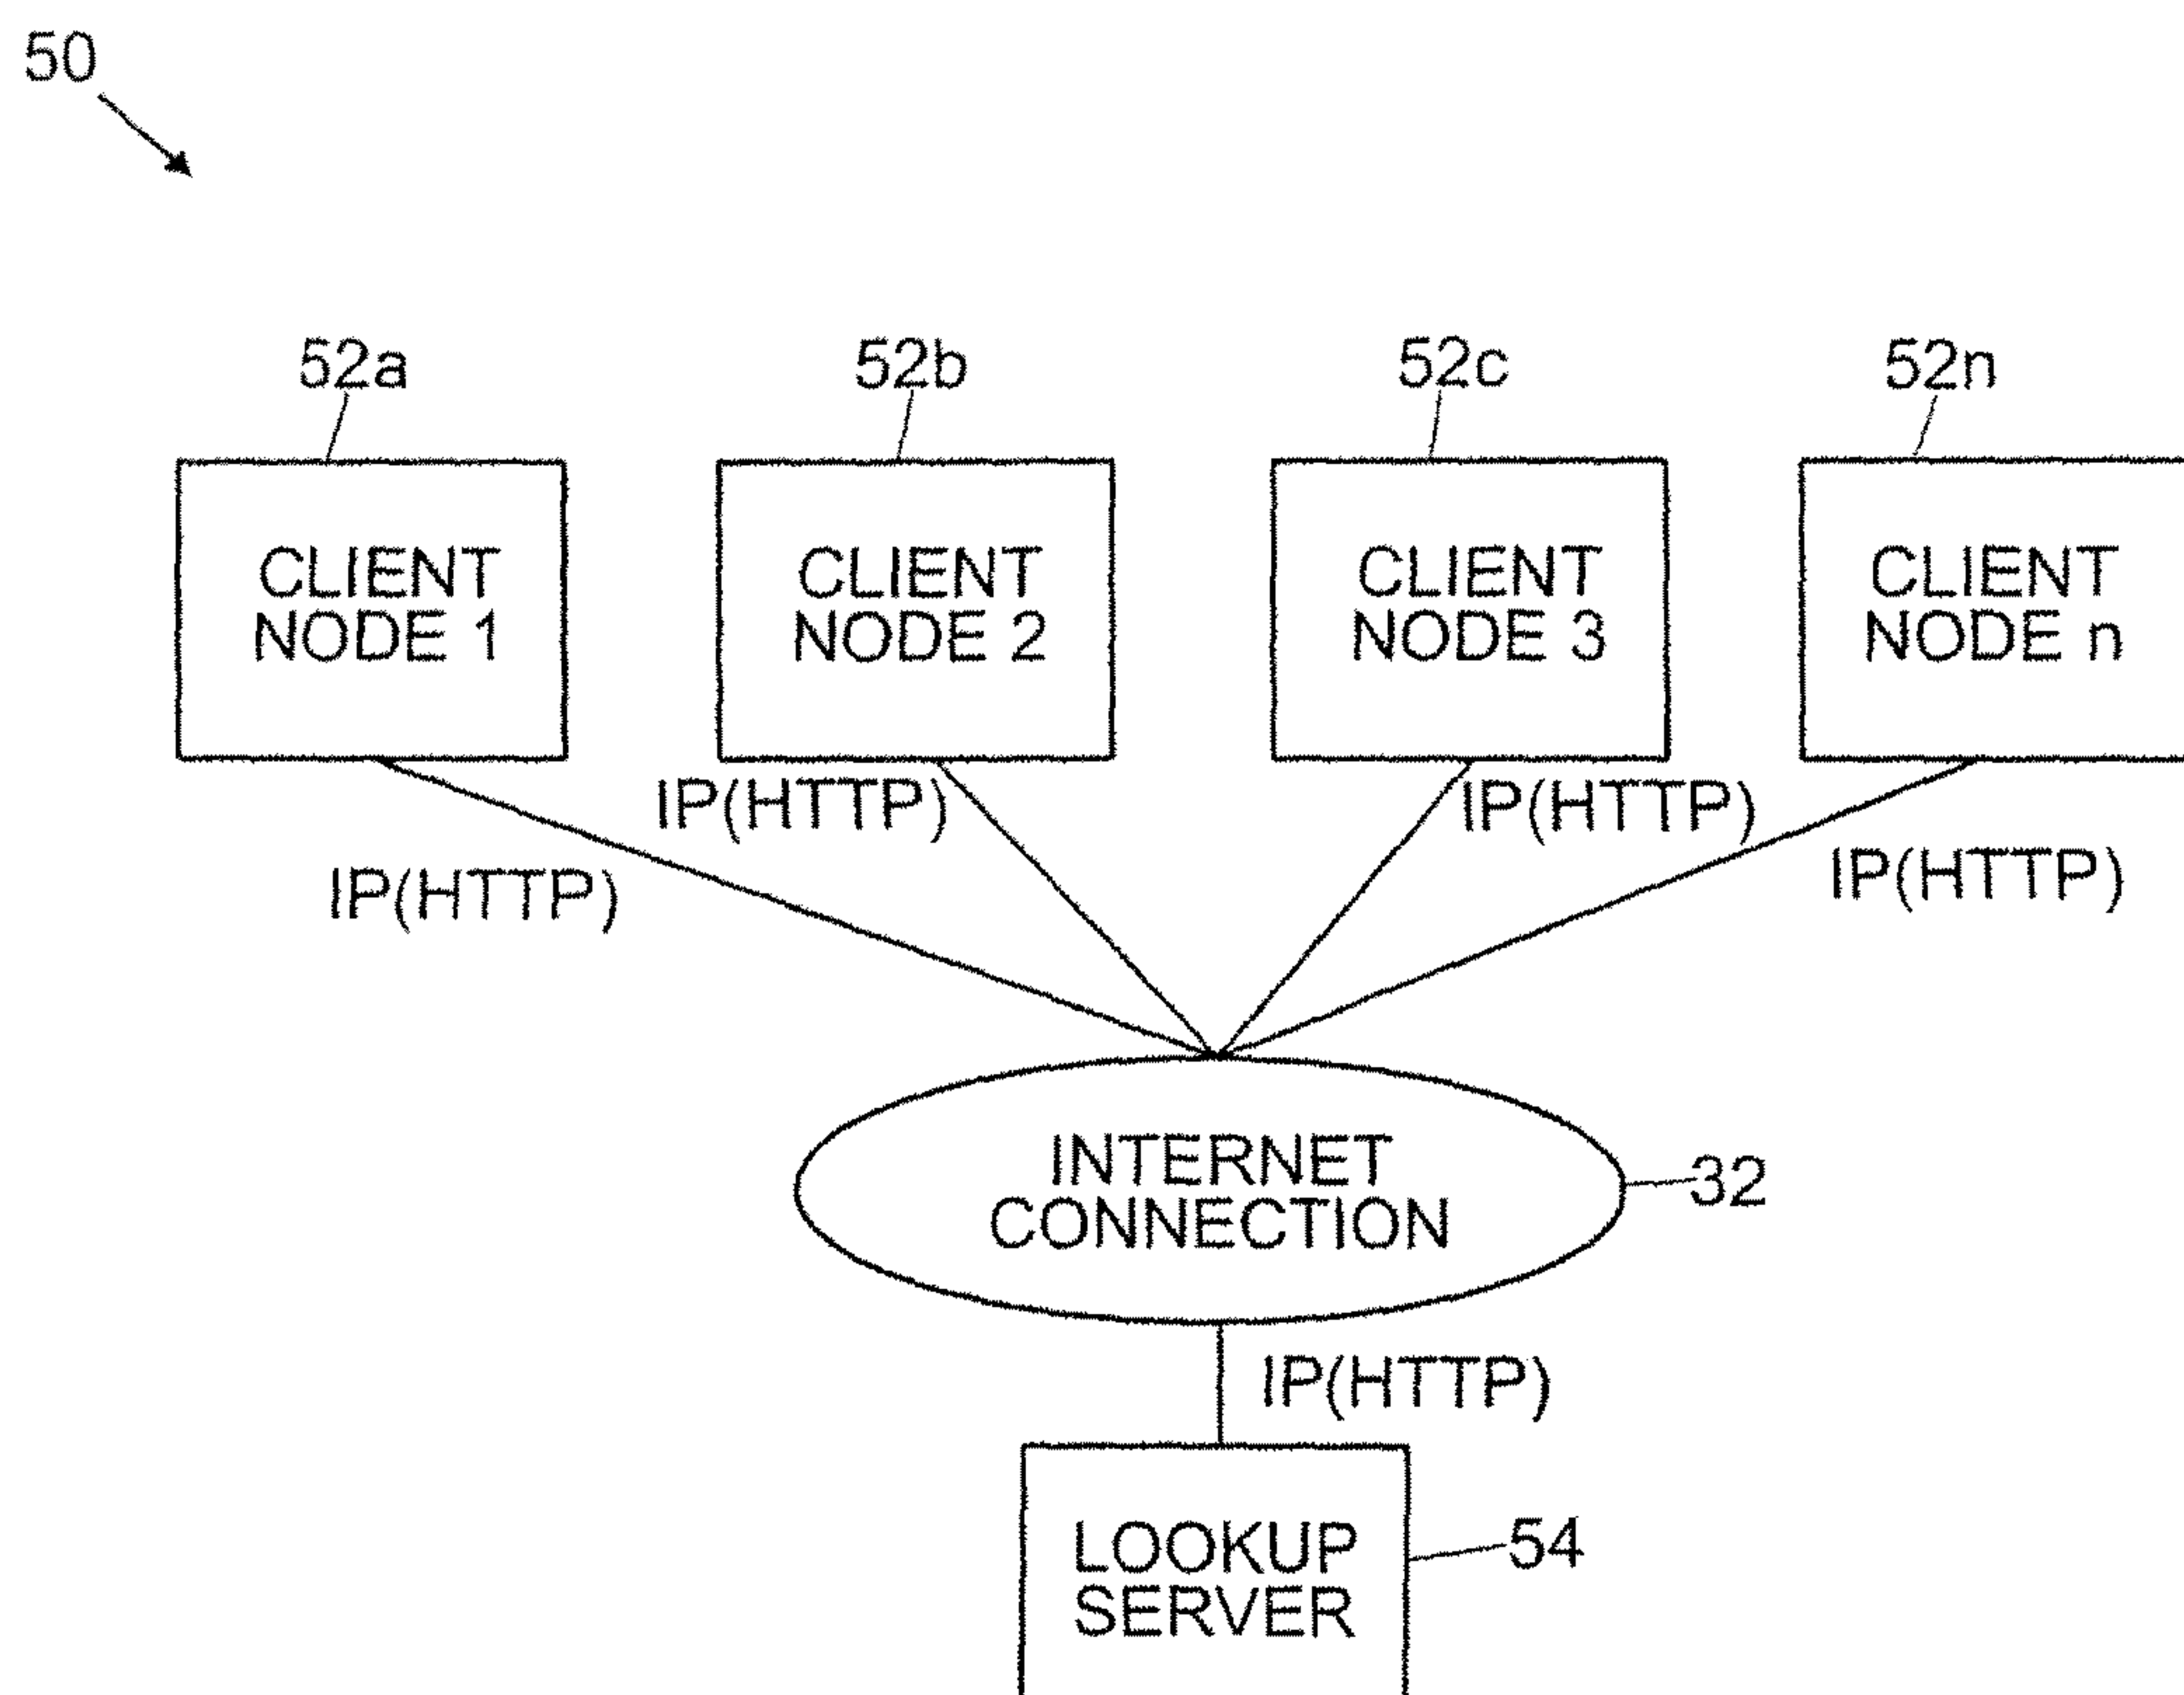 50
52a
52b
52c
52n
CLIENT
NODE 1
CLIENT
NODE 2
CLIENT
NODE 3
CLIENT
NODE n
IP(HTTP)
IP(HTTP)
IP(HTTP)
IP(HTTP)
INTERNET
CONNECTION
32
IP(HTTP)
LOOKUP
SERVER
54